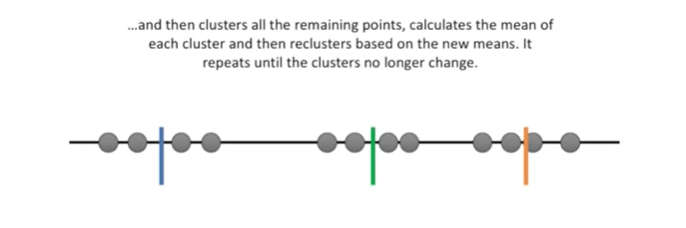 ...and then clusters all the remaining points, calculates the mean of
each cluster and then reclusters based on the new means. It
repeats until the clusters no longer change.